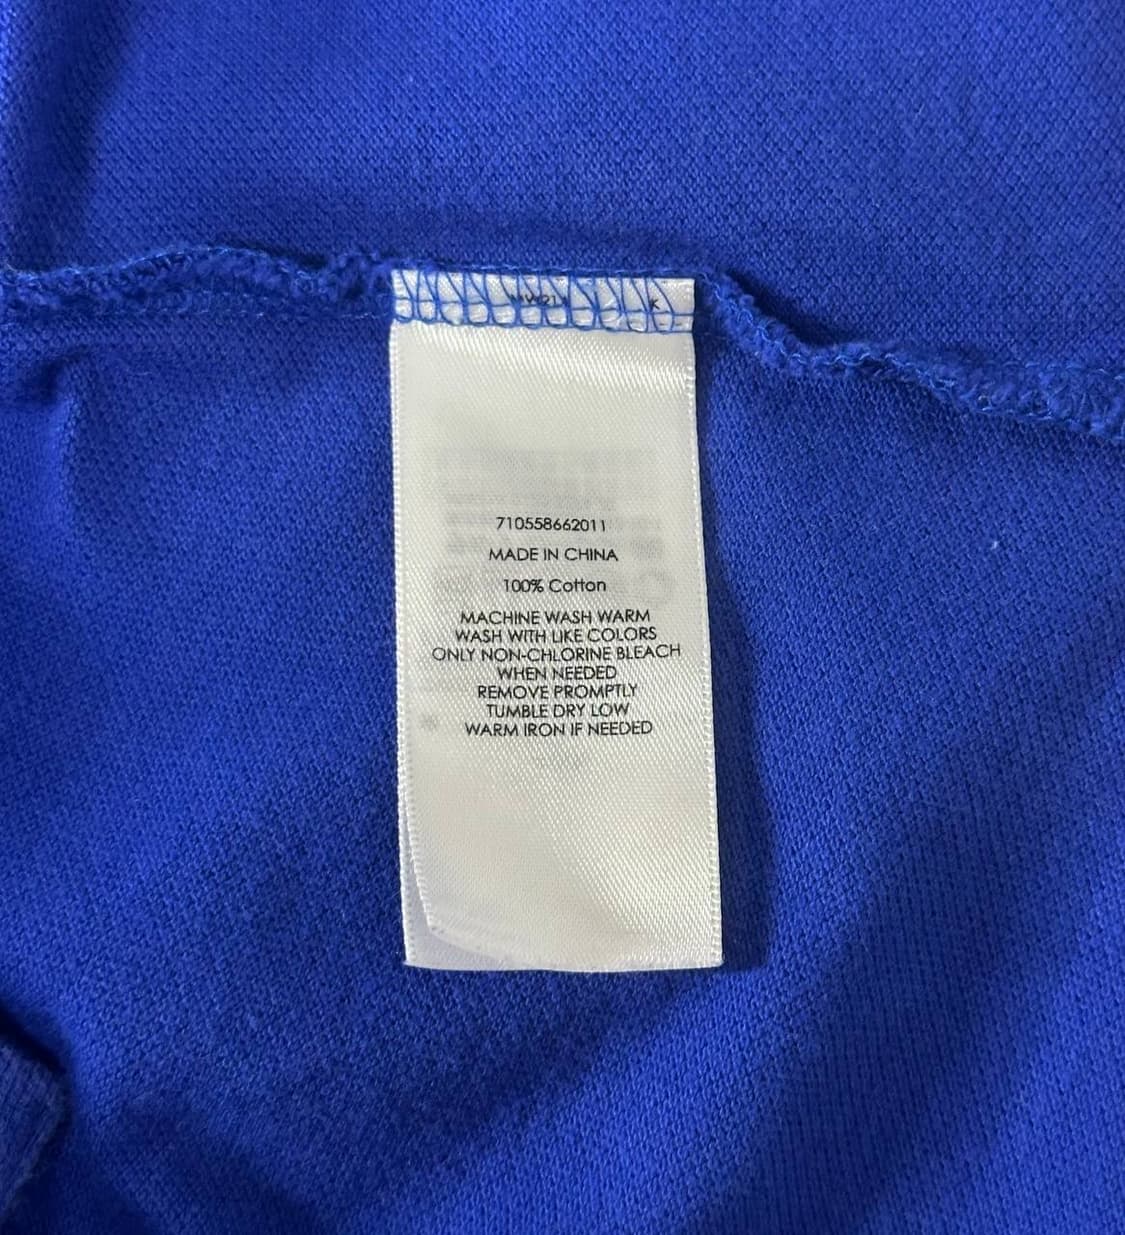 K
710558662011
MADE IN CHINA
100% Cotton
MACHINE WASH WARM
WASH WITH LIKE COLORS
ONLY NON-CHLORINE BLEACH
WHEN NEEDED
REMOVE PROMPTLY
TUMBLE DRY LOW
WARM IRON IF NEEDED